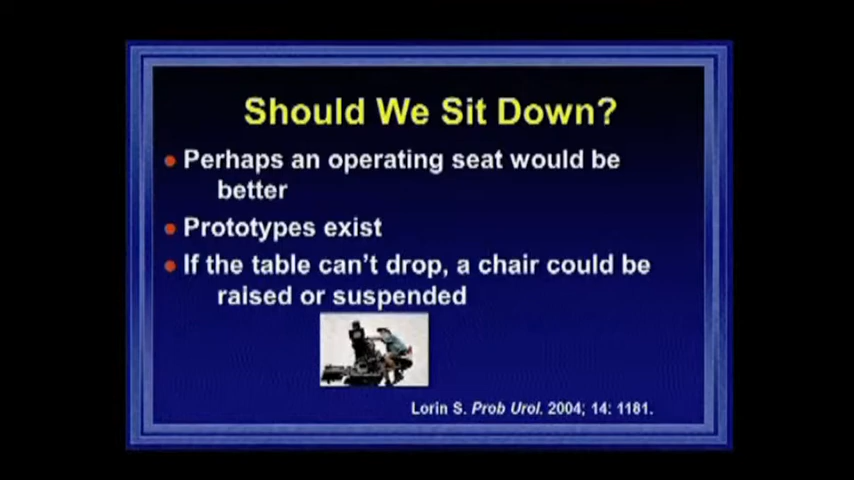 Should We Sit Down?
Perhaps an operating seat would be
better
Prototypes exist
If the table can't drop, a chair could be
raised or suspended
Lorin S. Prob Urol. 2004; 14: 1181.